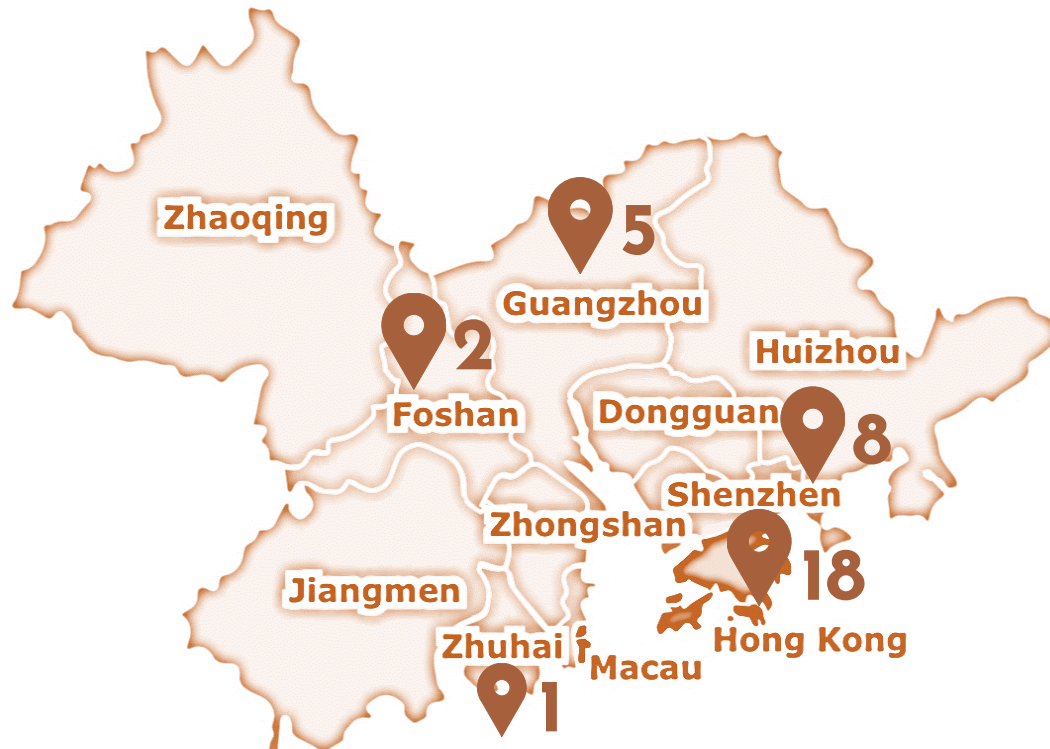 Zhaoqing
5
Guangzhou
2
Huizhou
Foshan
Dongguan
8
Shenzhen
Zhongshan
18
Jiangmen
Hong Kong
Zhuhai
Macau
1